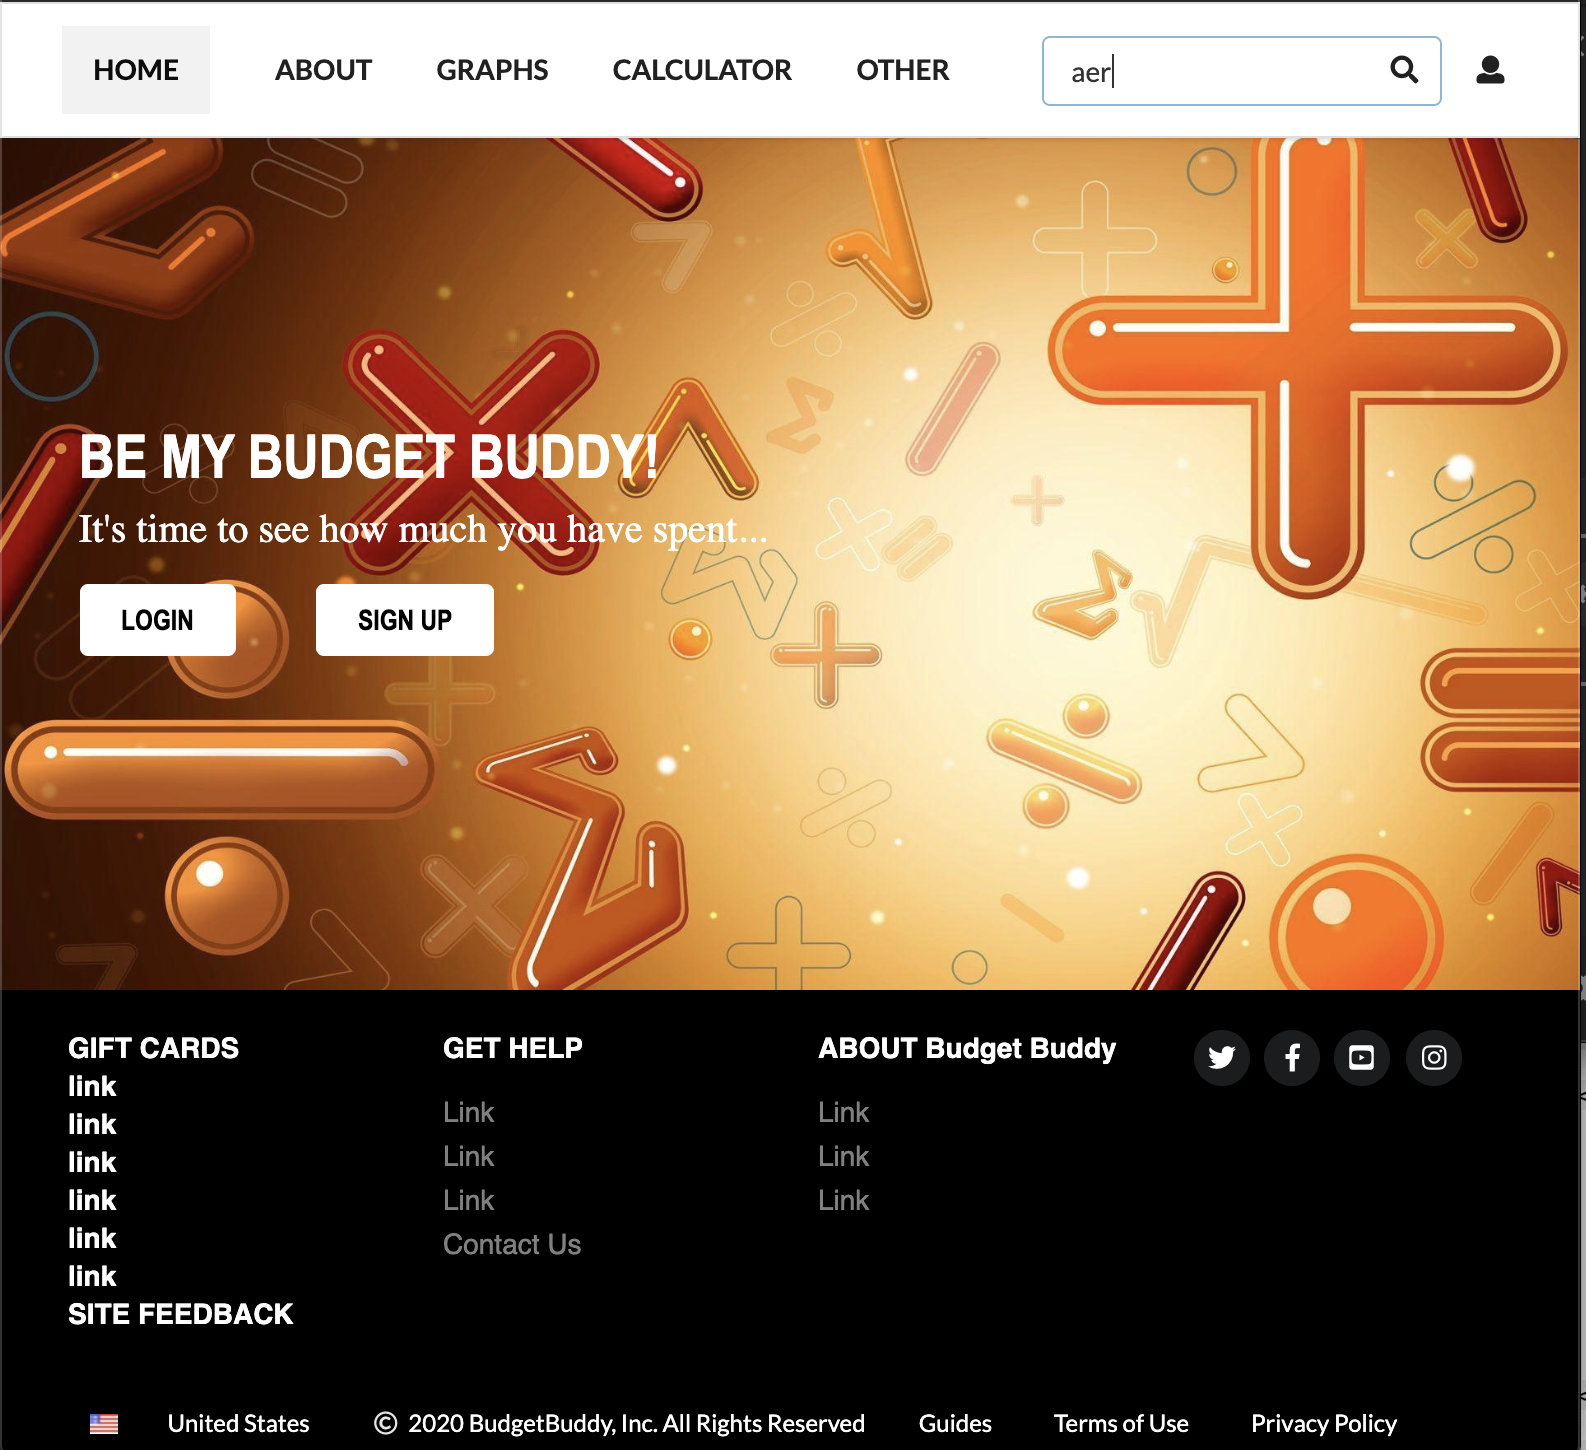 HOME ABOUT GRAPHS CALCULATOR OTHER aer
BE MY BUDGET BUDDY!
It's time to see how much you have spent...
LOGIN SIGN UP
GIFT CARDS
link
link
link
link
link
link
SITE FEEDBACK
GET HELP
Link
Link
Link
Contact Us
ABOUT Budget Buddy
Link
Link
Link
United States © 2020 BudgetBuddy, Inc. All Rights Reserved Guides Terms of Use Privacy Policy